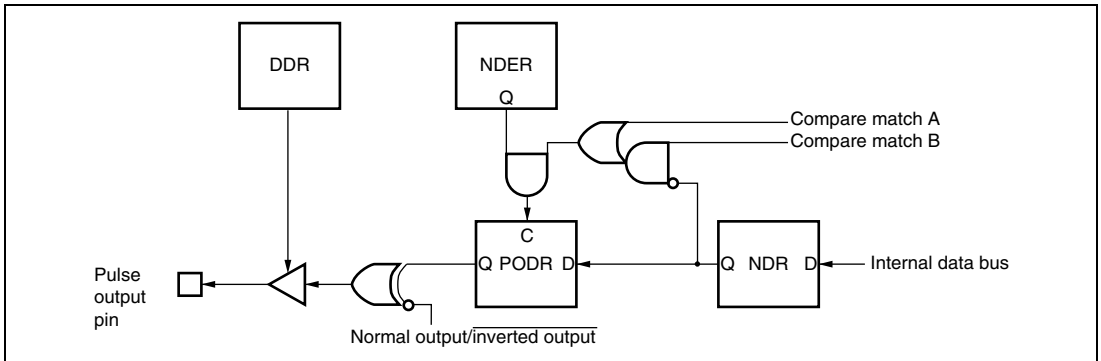 DDR
NDER
Q
Compare match A
Compare match B
C
Q PODR D
Q NDR D
Internal data bus
Pulse
output
pin
Normal output/inverted output